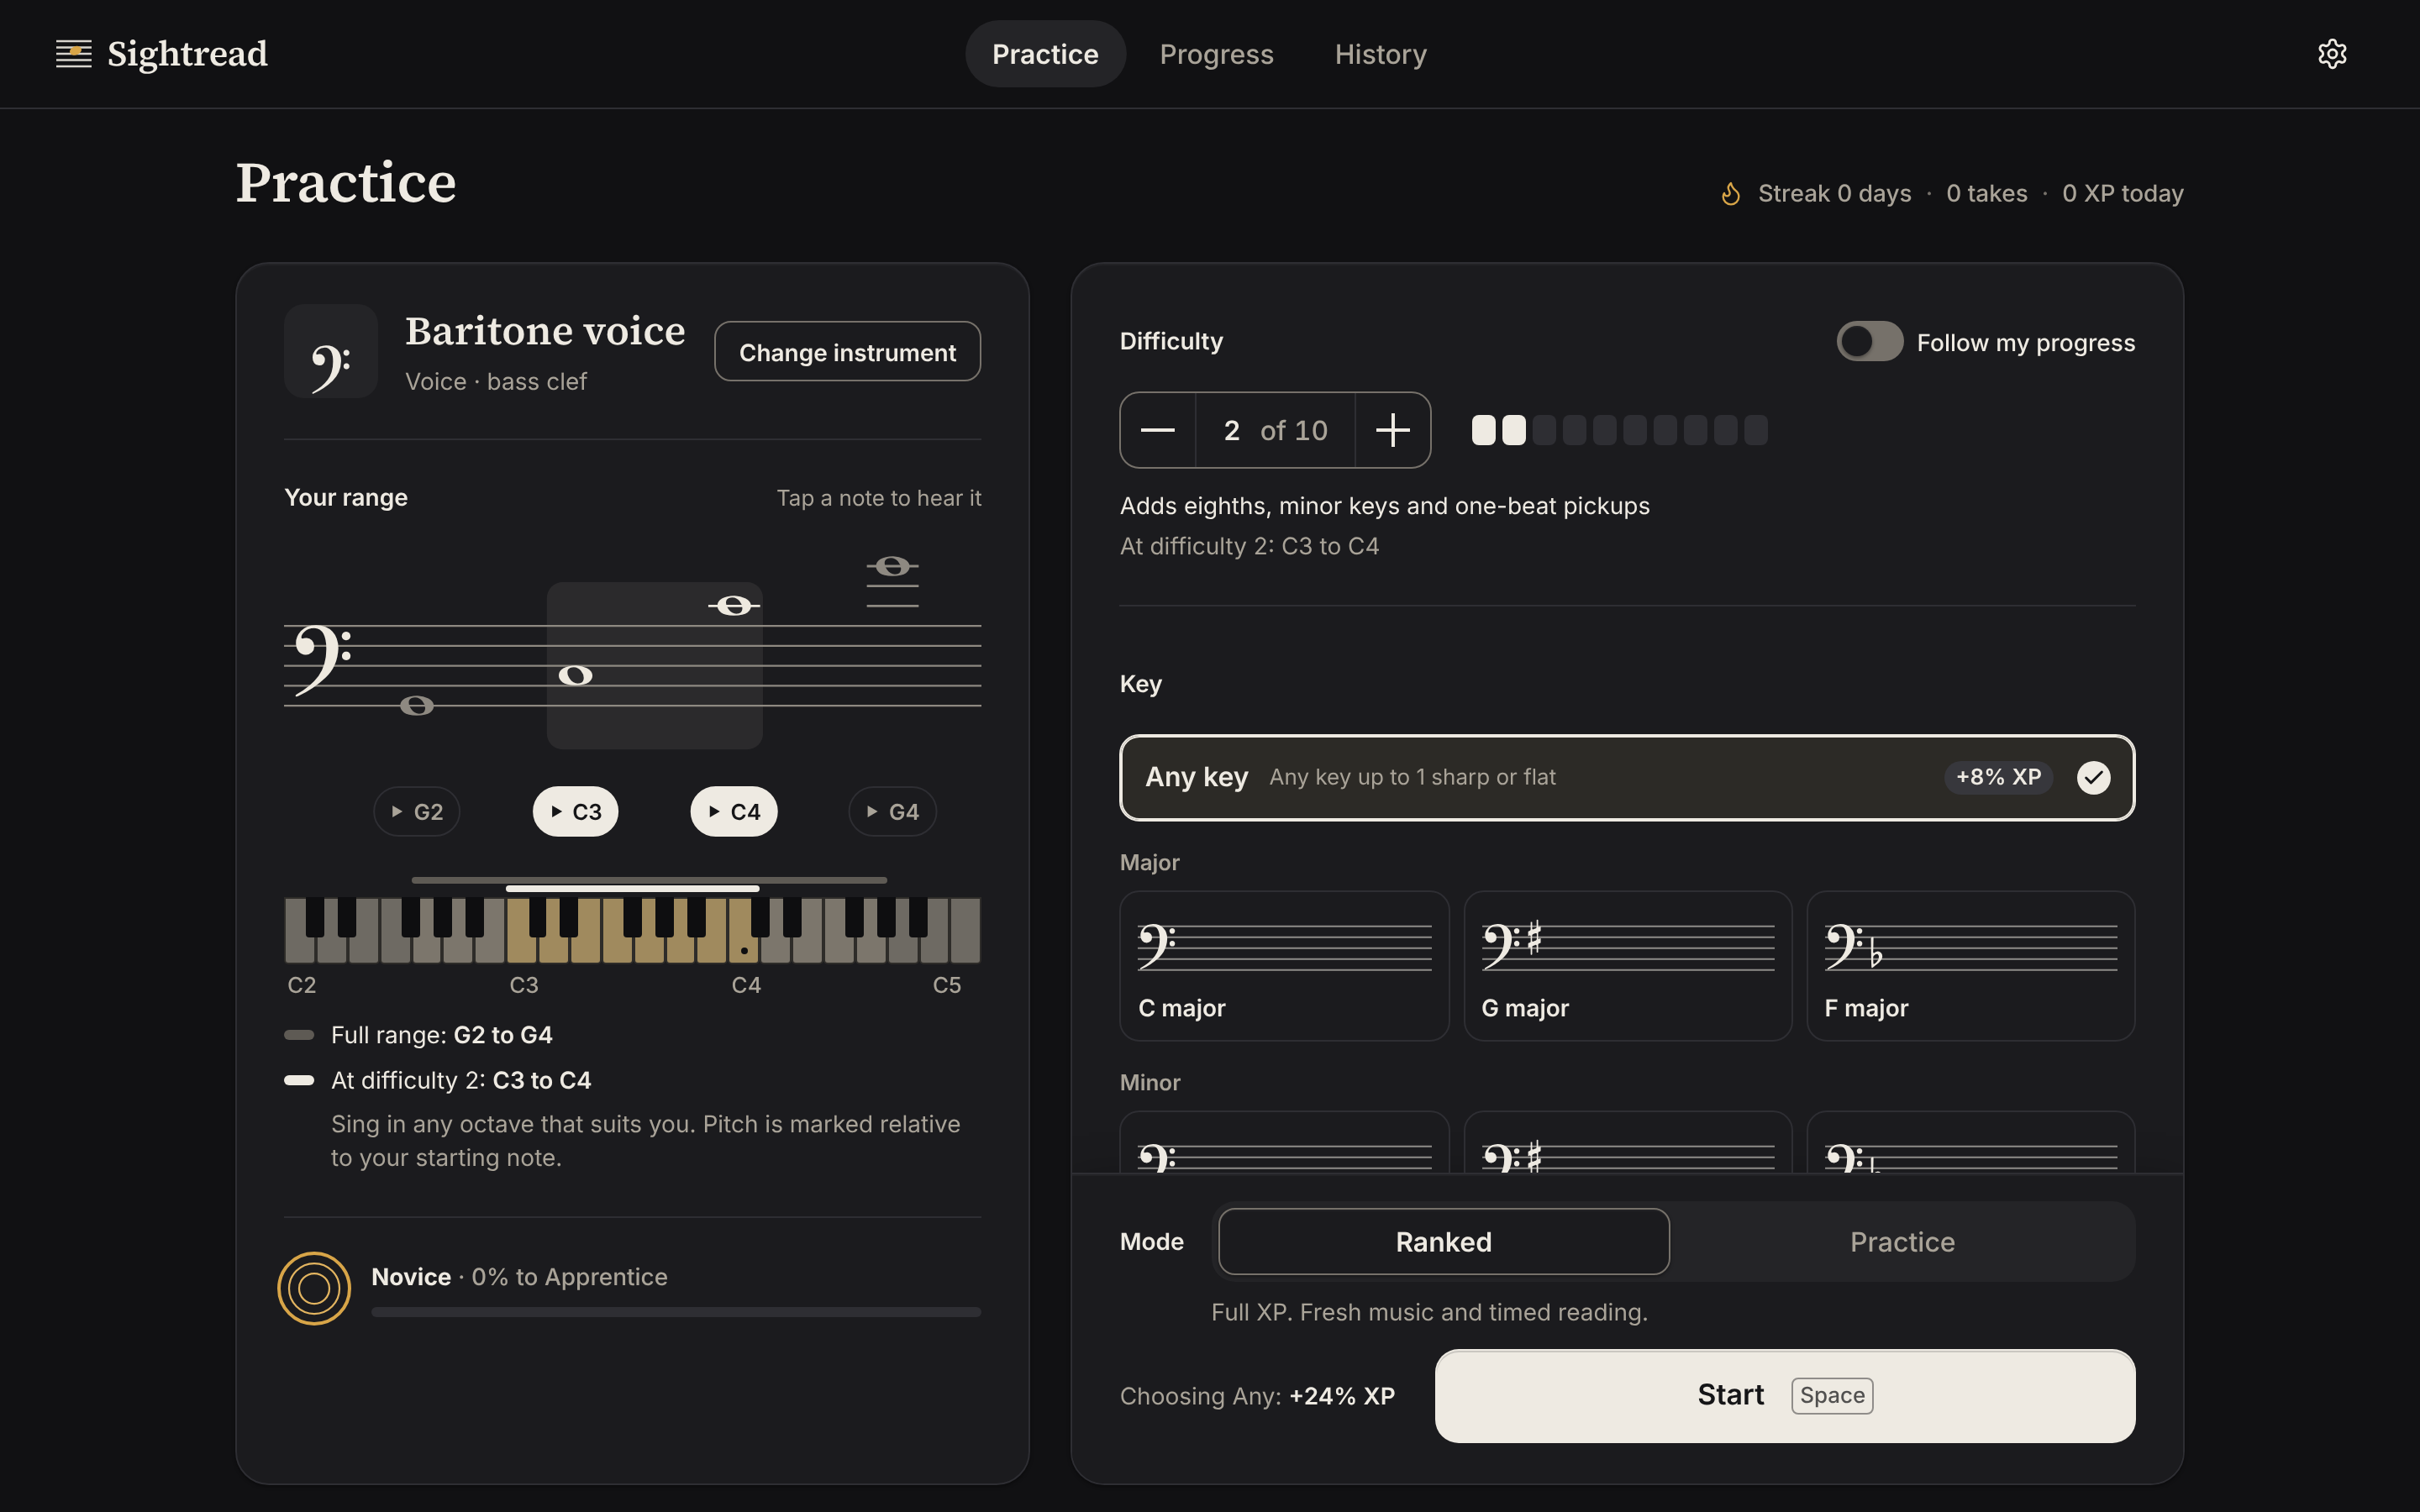 Sightread
Practice
Progress
History
Practice
Streak 0 days · 0 takes · 0 XP today
Baritone voice
Voice · bass clef
Change instrument
Your range
Tap a note to hear it
G2
C3
C4
G4
C2
C3
C4
C5
Full range: G2 to G4
At difficulty 2: C3 to C4
Sing in any octave that suits you. Pitch is marked relative
to your starting note.
Novice · 0% to Apprentice
Difficulty
Follow my progress
2 of 10
Adds eighths, minor keys and one-beat pickups
At difficulty 2: C3 to C4
Key
Any key Any key up to 1 sharp or flat +8% XP
Major
C major
G major
F major
Minor
Mode
Ranked
Practice
Full XP. Fresh music and timed reading.
Choosing Any: +24% XP
Start Space